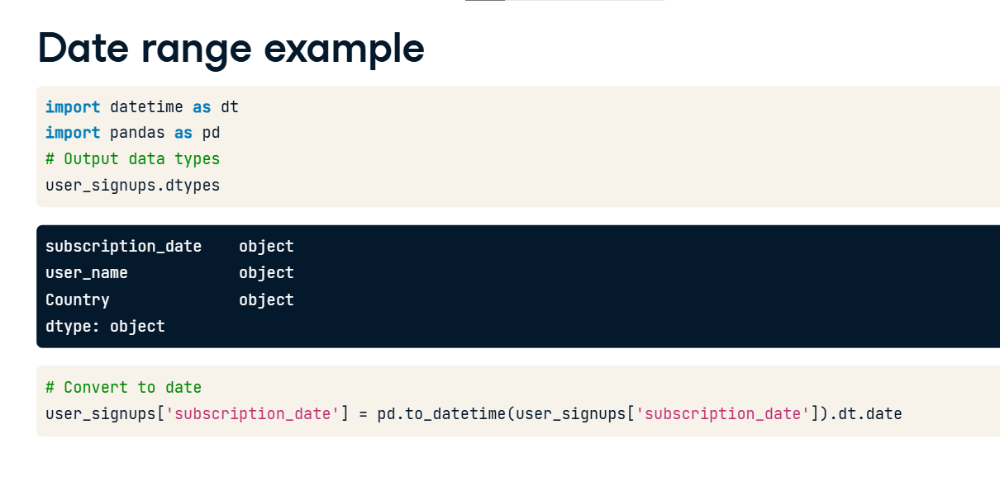 Date range example
import datetime as dt
import pandas as pd
# Output data types
user_signups.dtypes
subscription_date    object
user_name            object
Country              object
dtype: object
# Convert to date
user_signups['subscription_date'] = pd.to_datetime(user_signups['subscription_date']).dt.date